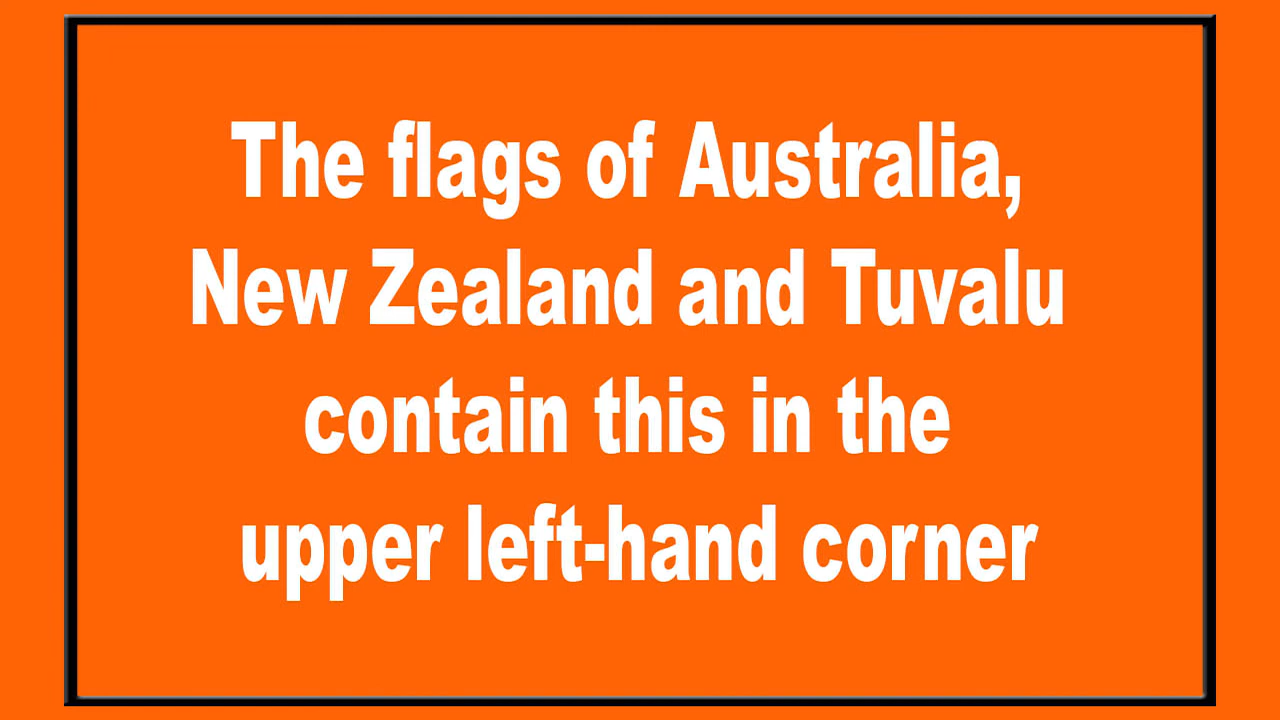 The flags of Australia,
New Zealand and Tuvalu
contain this in the
upper left-hand corner